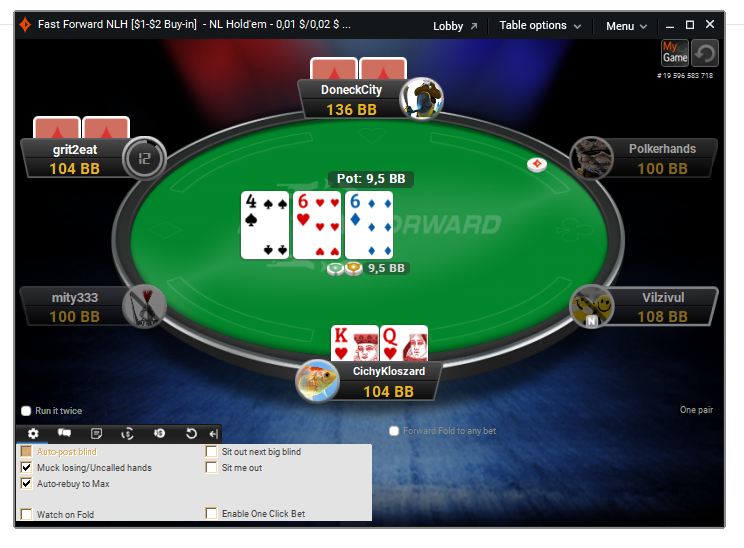 Fast Forward NLH [$1-$2 Buy-in] - NL Hold'em - 0,01 $/0,02 $ ...
Lobby
Table options
Menu
My
Game
# 19 596 583 718
DoneckCity
136 BB
grit2eat
104 BB
12
Polkerhands
100 BB
Pot: 9,5 BB
4
6
6
ORWARD
9,5 BB
mity333
100 BB
Vilzivul
108 BB
N
K
Q
CichyKloszard
104 BB
Run it twice
One pair
Forward Fold to any bet
Auto-post blind
Sit out next big blind
Muck losing/Uncalled hands
Sit me out
Auto-rebuy to Max
Watch on Fold
Enable One Click Bet